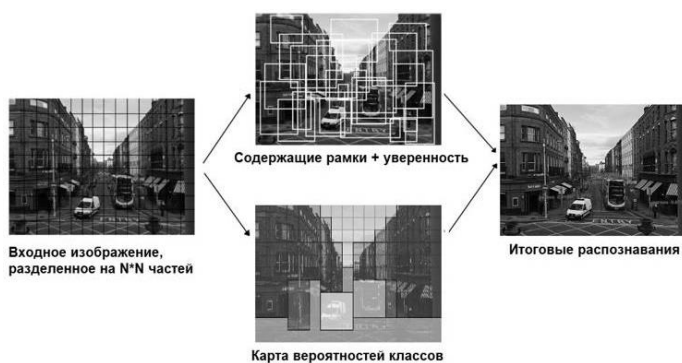 Содержащие рамки + уверенность
Входное изображение,
разделенное на N*N частей
Итоговые распознавания
Карта вероятностей классов